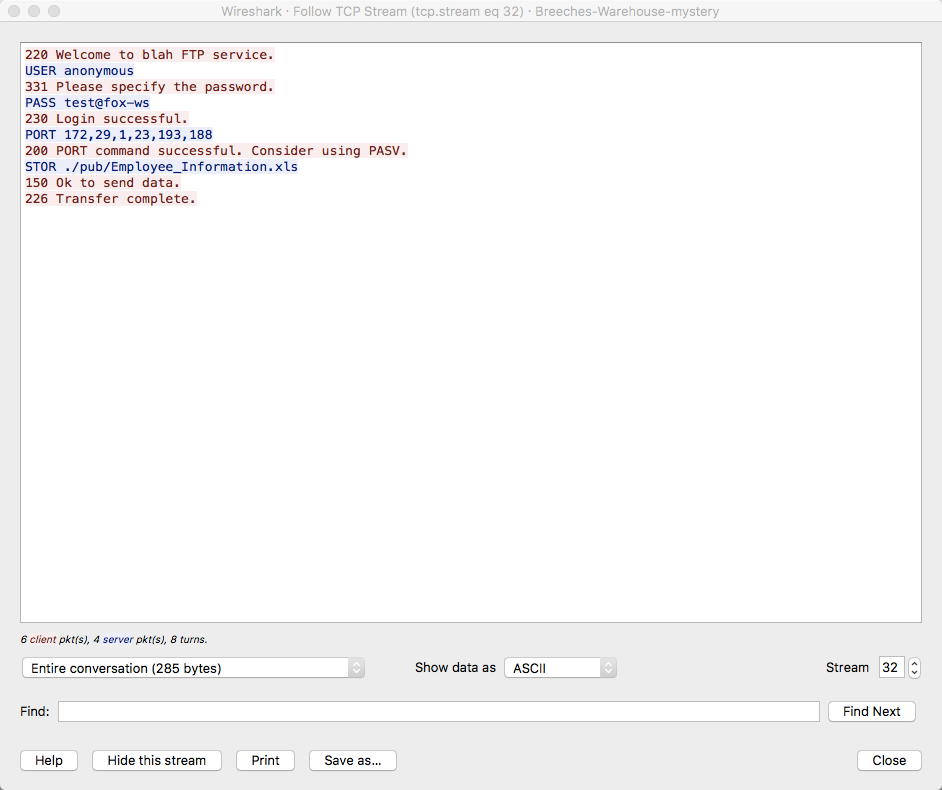 Wireshark · Follow TCP Stream (tcp.stream eq 32) · Breeches-Warehouse-mystery
220 Welcome to blah FTP service.
USER anonymous
331 Please specify the password.
PASS test@fox-ws
230 Login successful.
PORT 172,29,1,23,193,188
200 PORT command successful. Consider using PASV.
STOR ./pub/Employee_Information.xls
150 Ok to send data.
226 Transfer complete.
6 client pkt(s), 4 server pkt(s), 8 turns.
Entire conversation (285 bytes) Show data as ASCII Stream 32
Find: Find Next
Help Hide this stream Print Save as... Close